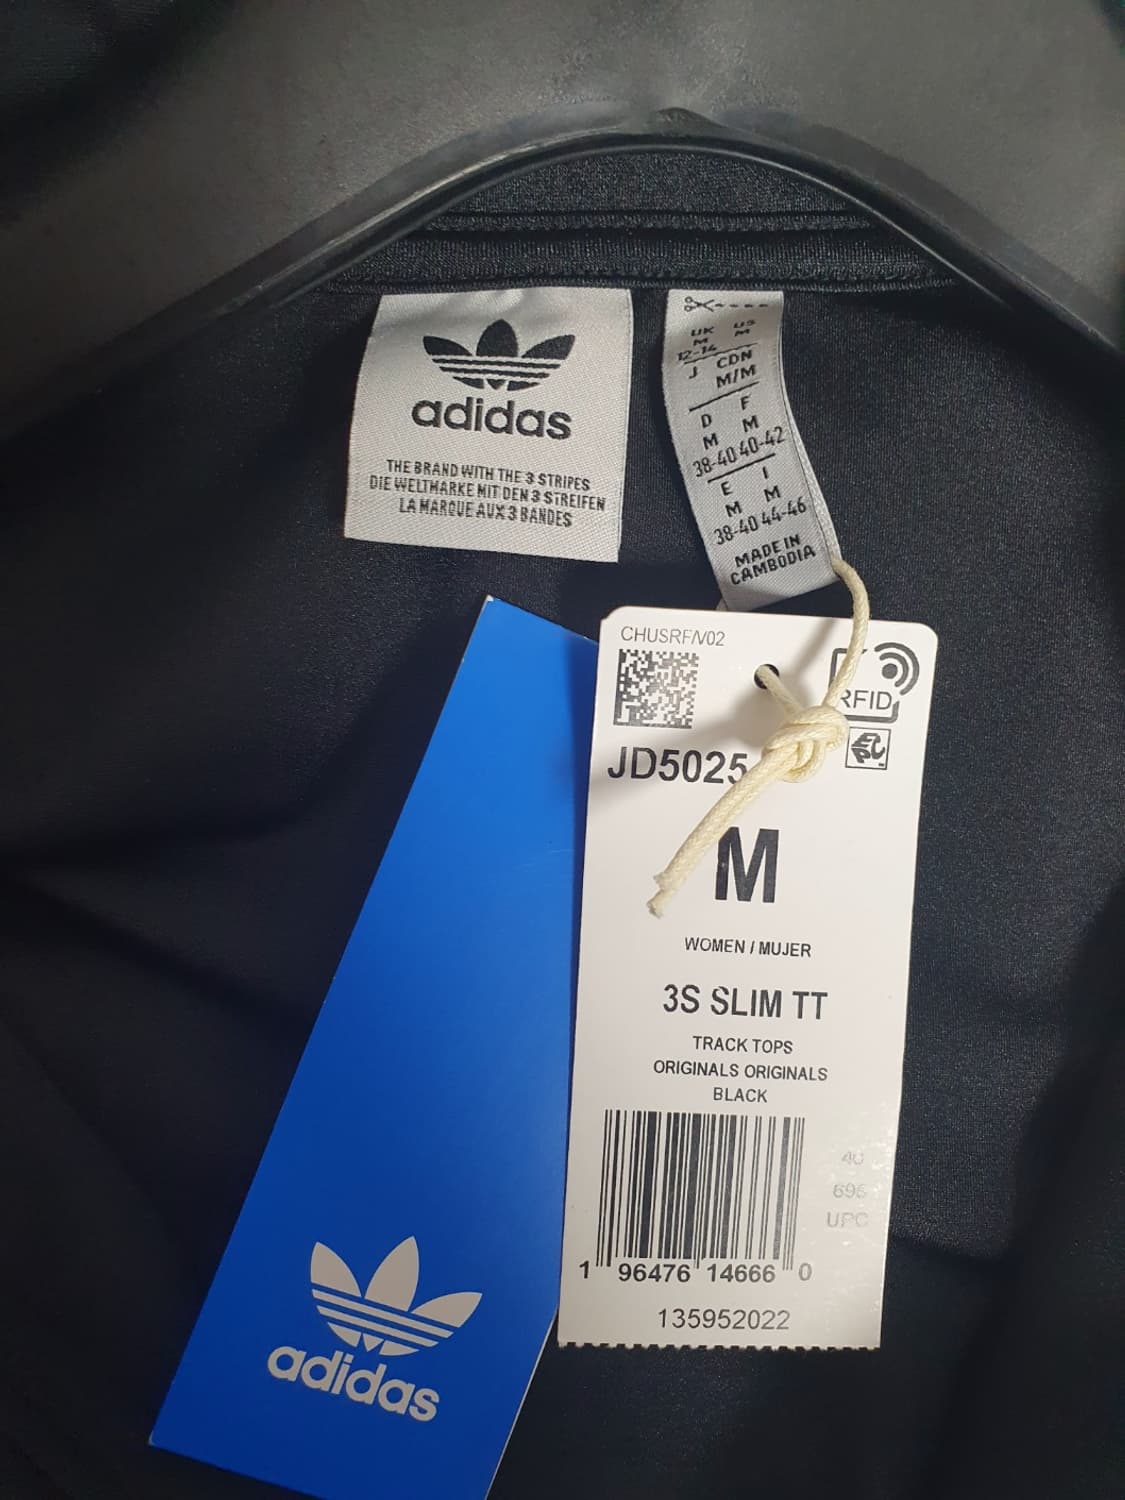 adidas
THE BRAND WITH THE 3 STRIPES
DIE WELTMARKE MIT DEN 3 STREIFEN
LA MARQUE AUX 3 BANDES
UK US
M M
12-14
J CDN
M/M
D F
M M
38-40 40-42
E I
M M
38-40 44-46
MADE IN
CAMBODIA
CHUSRF/V02
RFID
EPC
JD5025
M
WOMEN / MUJER
3S SLIM TT
TRACK TOPS
ORIGINALS ORIGINALS
BLACK
UPC
1 96476 14666 0
135952022
adidas